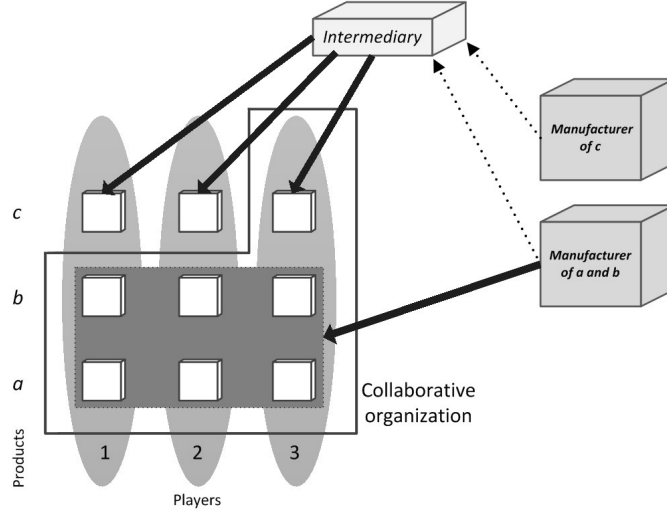 Intermediary
Manufacturer
of c
Manufacturer
of a and b
c
b
a
Collaborative
organization
Products
1 2 3
Players